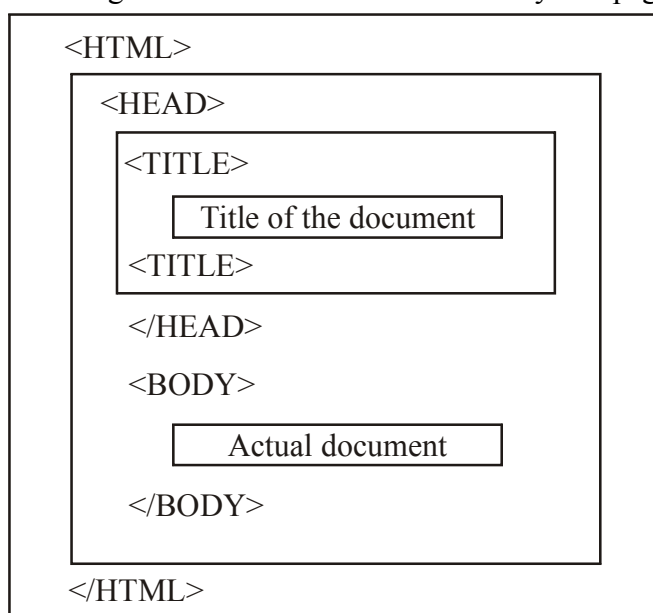 <HTML>
<HEAD>
<TITLE>
Title of the document
<TITLE>
</HEAD>
<BODY>
Actual document
</BODY>
</HTML>